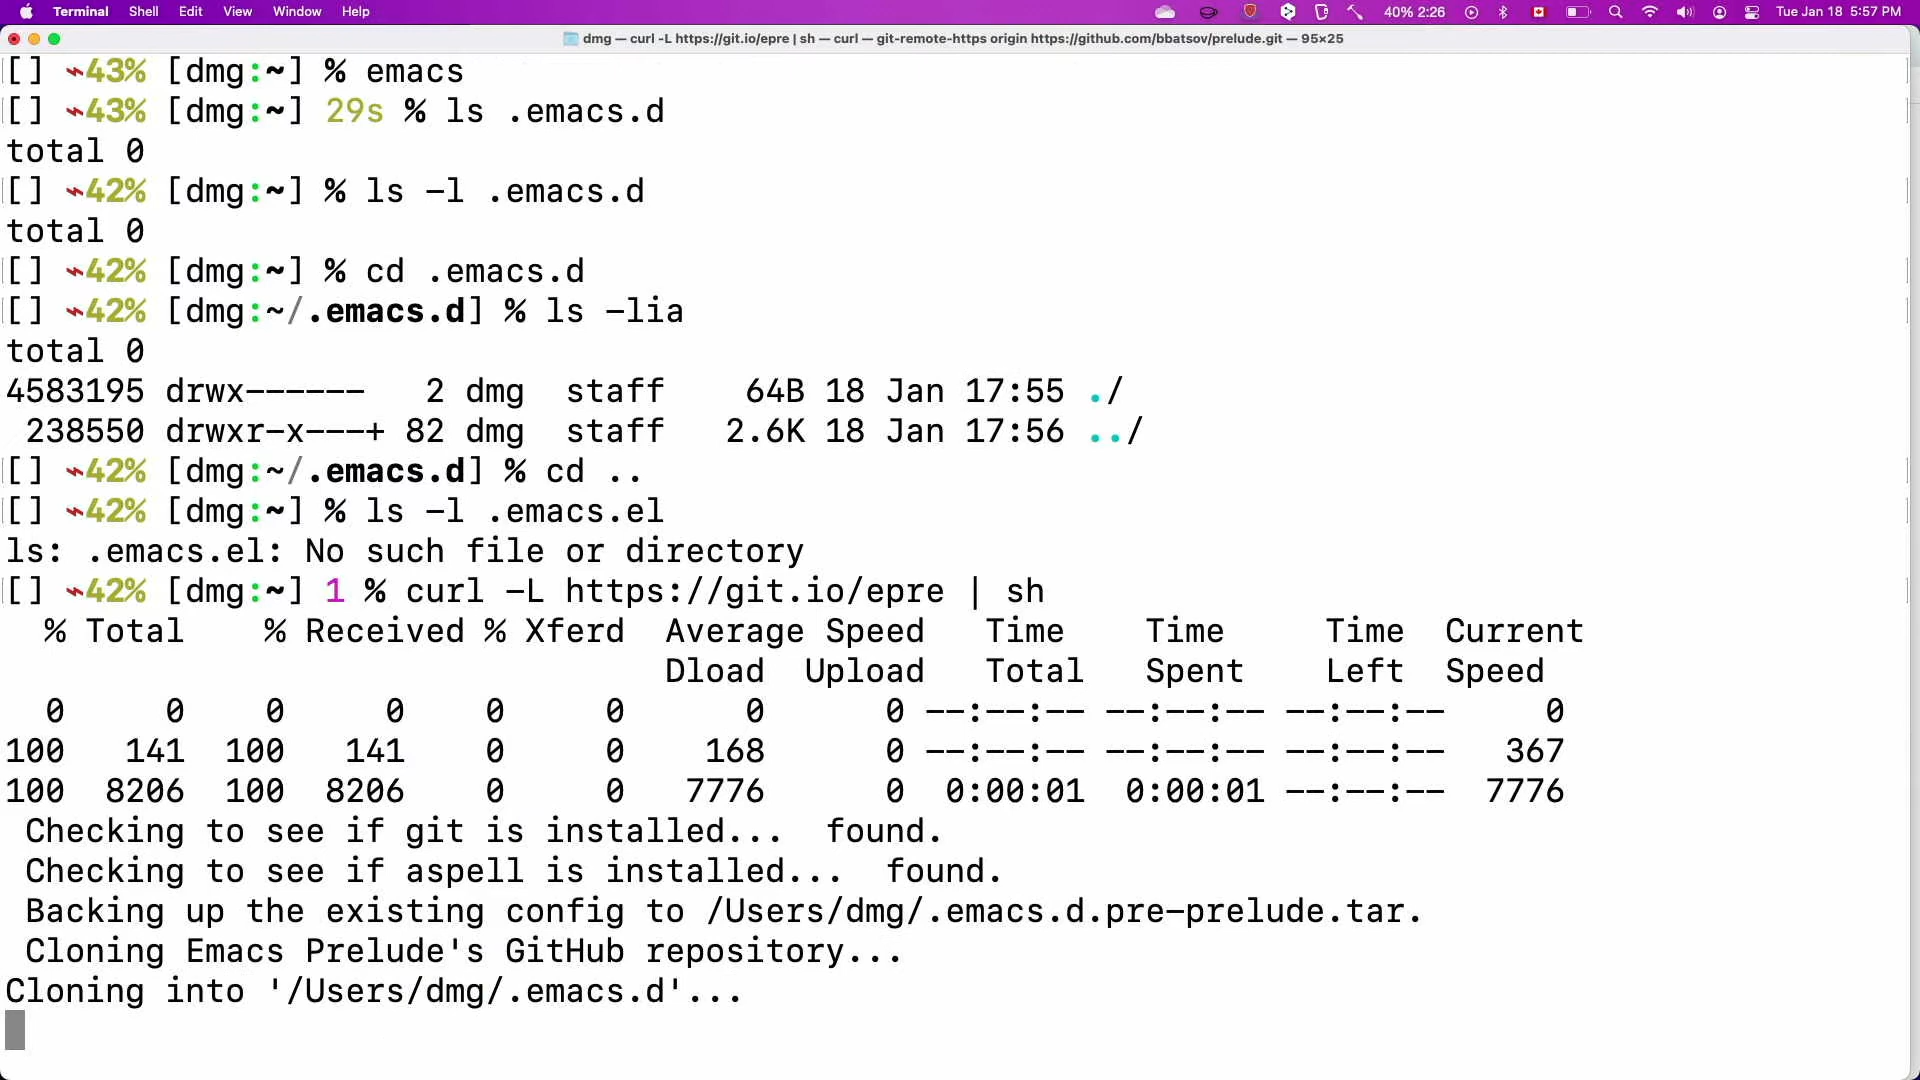 Terminal Shell Edit View Window Help 40% 2:26 Tue Jan 18 5:57 PM
dmg — curl -L https://git.io/epre | sh — curl — git-remote-https origin https://github.com/bbatsov/prelude.git — 95×25
[] 43% [dmg:~] % emacs
[] 43% [dmg:~] 29s % ls .emacs.d
total 0
[] 42% [dmg:~] % ls -l .emacs.d
total 0
[] 42% [dmg:~] % cd .emacs.d
[] 42% [dmg:~/.emacs.d] % ls -lia
total 0
4583195 drwx------ 2 dmg staff 64B 18 Jan 17:55 ./
238550 drwxr-x---+ 82 dmg staff 2.6K 18 Jan 17:56 ../
[] 42% [dmg:~/.emacs.d] % cd ..
[] 42% [dmg:~] % ls -l .emacs.el
ls: .emacs.el: No such file or directory
[] 42% [dmg:~] 1 % curl -L https://git.io/epre | sh
% Total % Received % Xferd Average Speed Time Time Time Current
Dload Upload Total Spent Left Speed
0 0 0 0 0 0 0 0 --:--:-- --:--:-- --:--:-- 0
100 141 100 141 0 0 168 0 --:--:-- --:--:-- --:--:-- 367
100 8206 100 8206 0 0 7776 0 0:00:01 0:00:01 --:--:-- 7776
Checking to see if git is installed... found.
Checking to see if aspell is installed... found.
Backing up the existing config to /Users/dmg/.emacs.d.pre-prelude.tar.
Cloning Emacs Prelude's GitHub repository...
Cloning into '/Users/dmg/.emacs.d'...